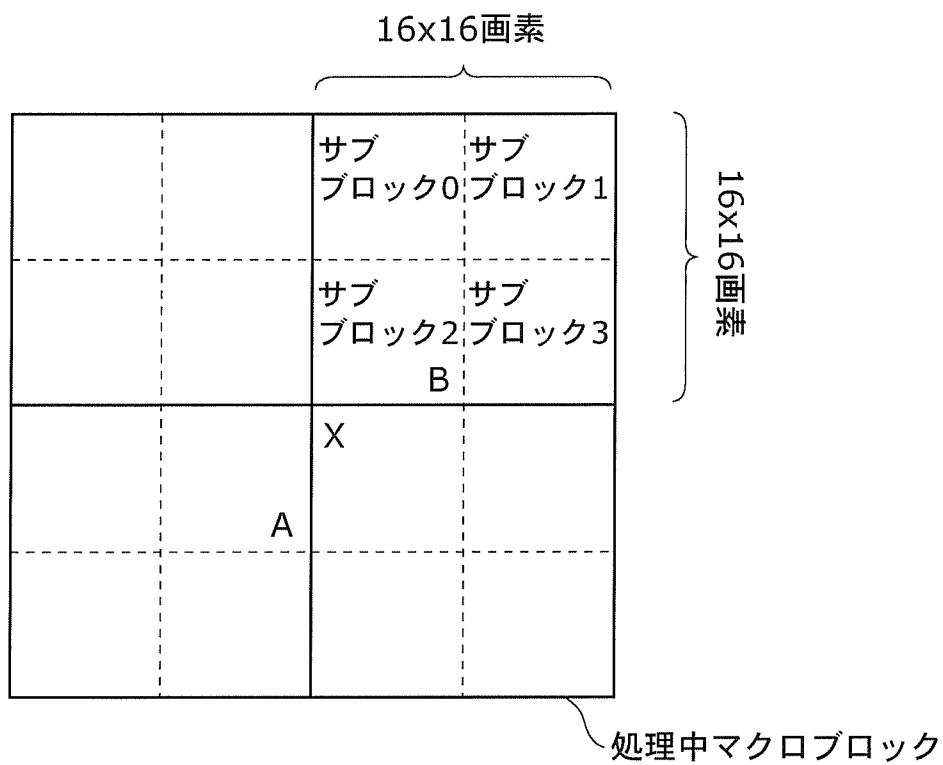 16x16画素
サブ
ブロック0
サブ
ブロック1
16x16画素
サブ
ブロック2
サブ
ブロック3
B
X
A
処理中マクロブロック